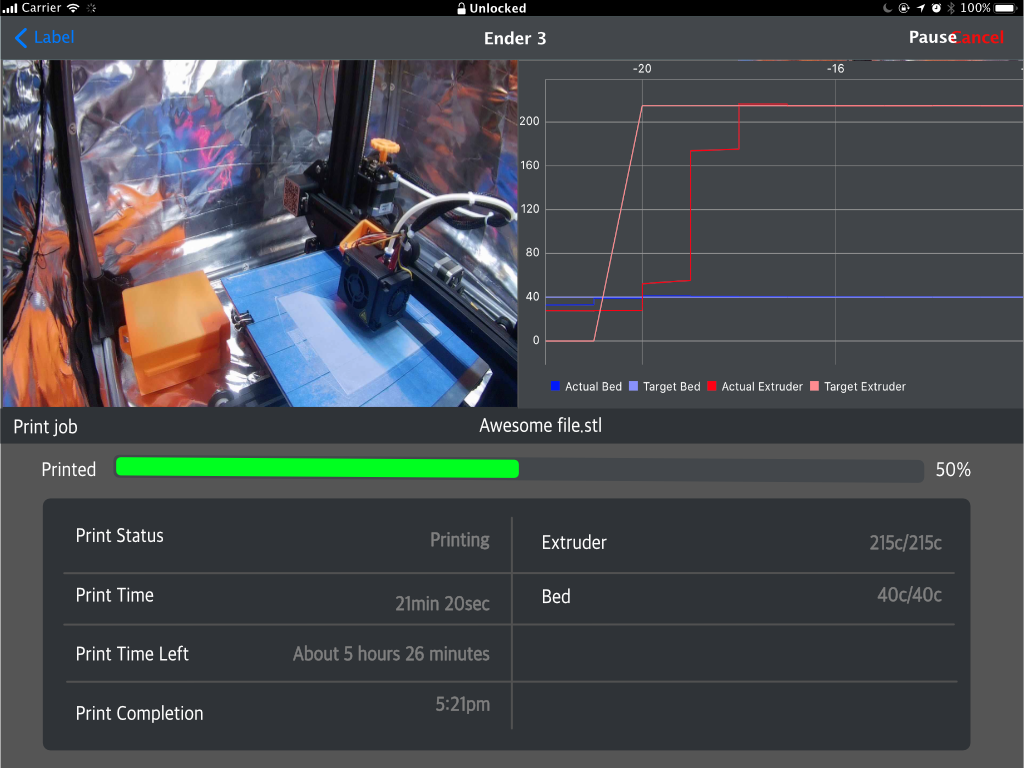 Carrier
Unlocked
100%
Label
Ender 3
Pause
Cancel
-20
-16
200
160
120
80
40
0
Actual Bed
Target Bed
Actual Extruder
Target Extruder
Print job
Awesome file.stl
Printed
50%
Print Status
Printing
Extruder
215c/215c
Print Time
21min 20sec
Bed
40c/40c
Print Time Left
About 5 hours 26 minutes
Print Completion
5:21pm